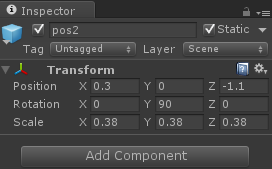 Inspector
pos2 Static
Tag Untagged Layer Scene
Transform
Position X 0.3 Y 0 Z -1.1
Rotation X 0 Y 90 Z 0
Scale X 0.38 Y 0.38 Z 0.38
Add Component